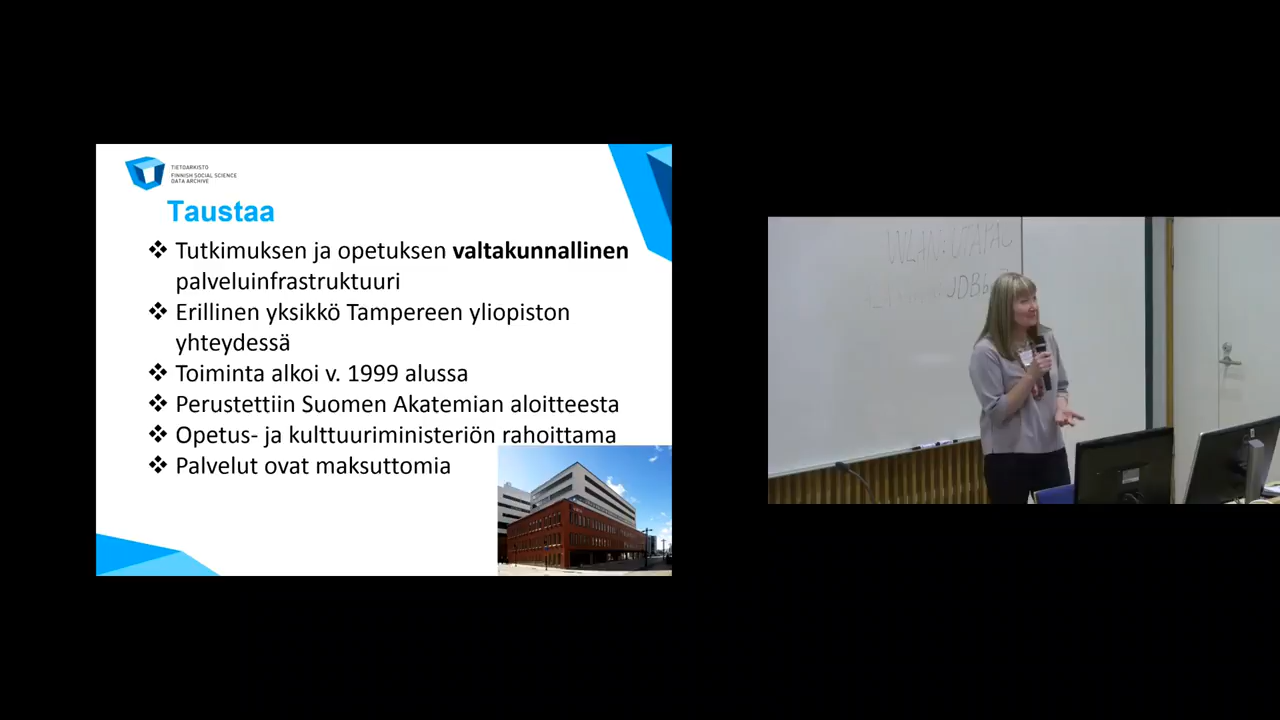 TIETOARKISTO
FINNISH SOCIAL SCIENCE
DATA ARCHIVE
Taustaa
❖ Tutkimuksen ja opetuksen valtakunnallinen
palveluinfrastruktuuri
❖ Erillinen yksikkö Tampereen yliopiston
yhteydessä
❖ Toiminta alkoi v. 1999 alussa
❖ Perustettiin Suomen Akatemian aloitteesta
❖ Opetus- ja kulttuuriministeriön rahoittama
❖ Palvelut ovat maksuttomia
WLAN: